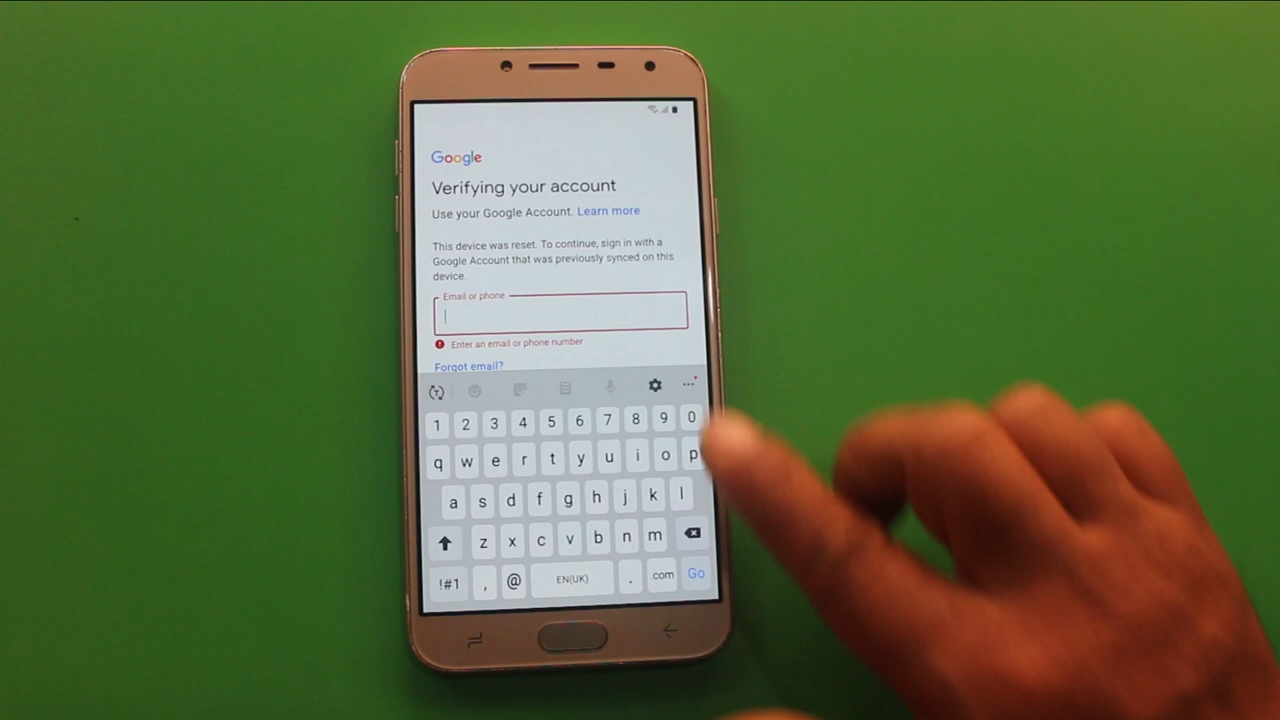 Google
Verifying your account
Use your Google Account. Learn more
This device was reset. To continue, sign in with a
Google Account that was previously synced on this
device.
Email or phone
Enter an email or phone number
Forgot email?
1 2 3 4 5 6 7 8 9 0
q w e r t y u i o p
a s d f g h j k l
z x c v b n m
!#1 , @ EN(UK) . .com Go